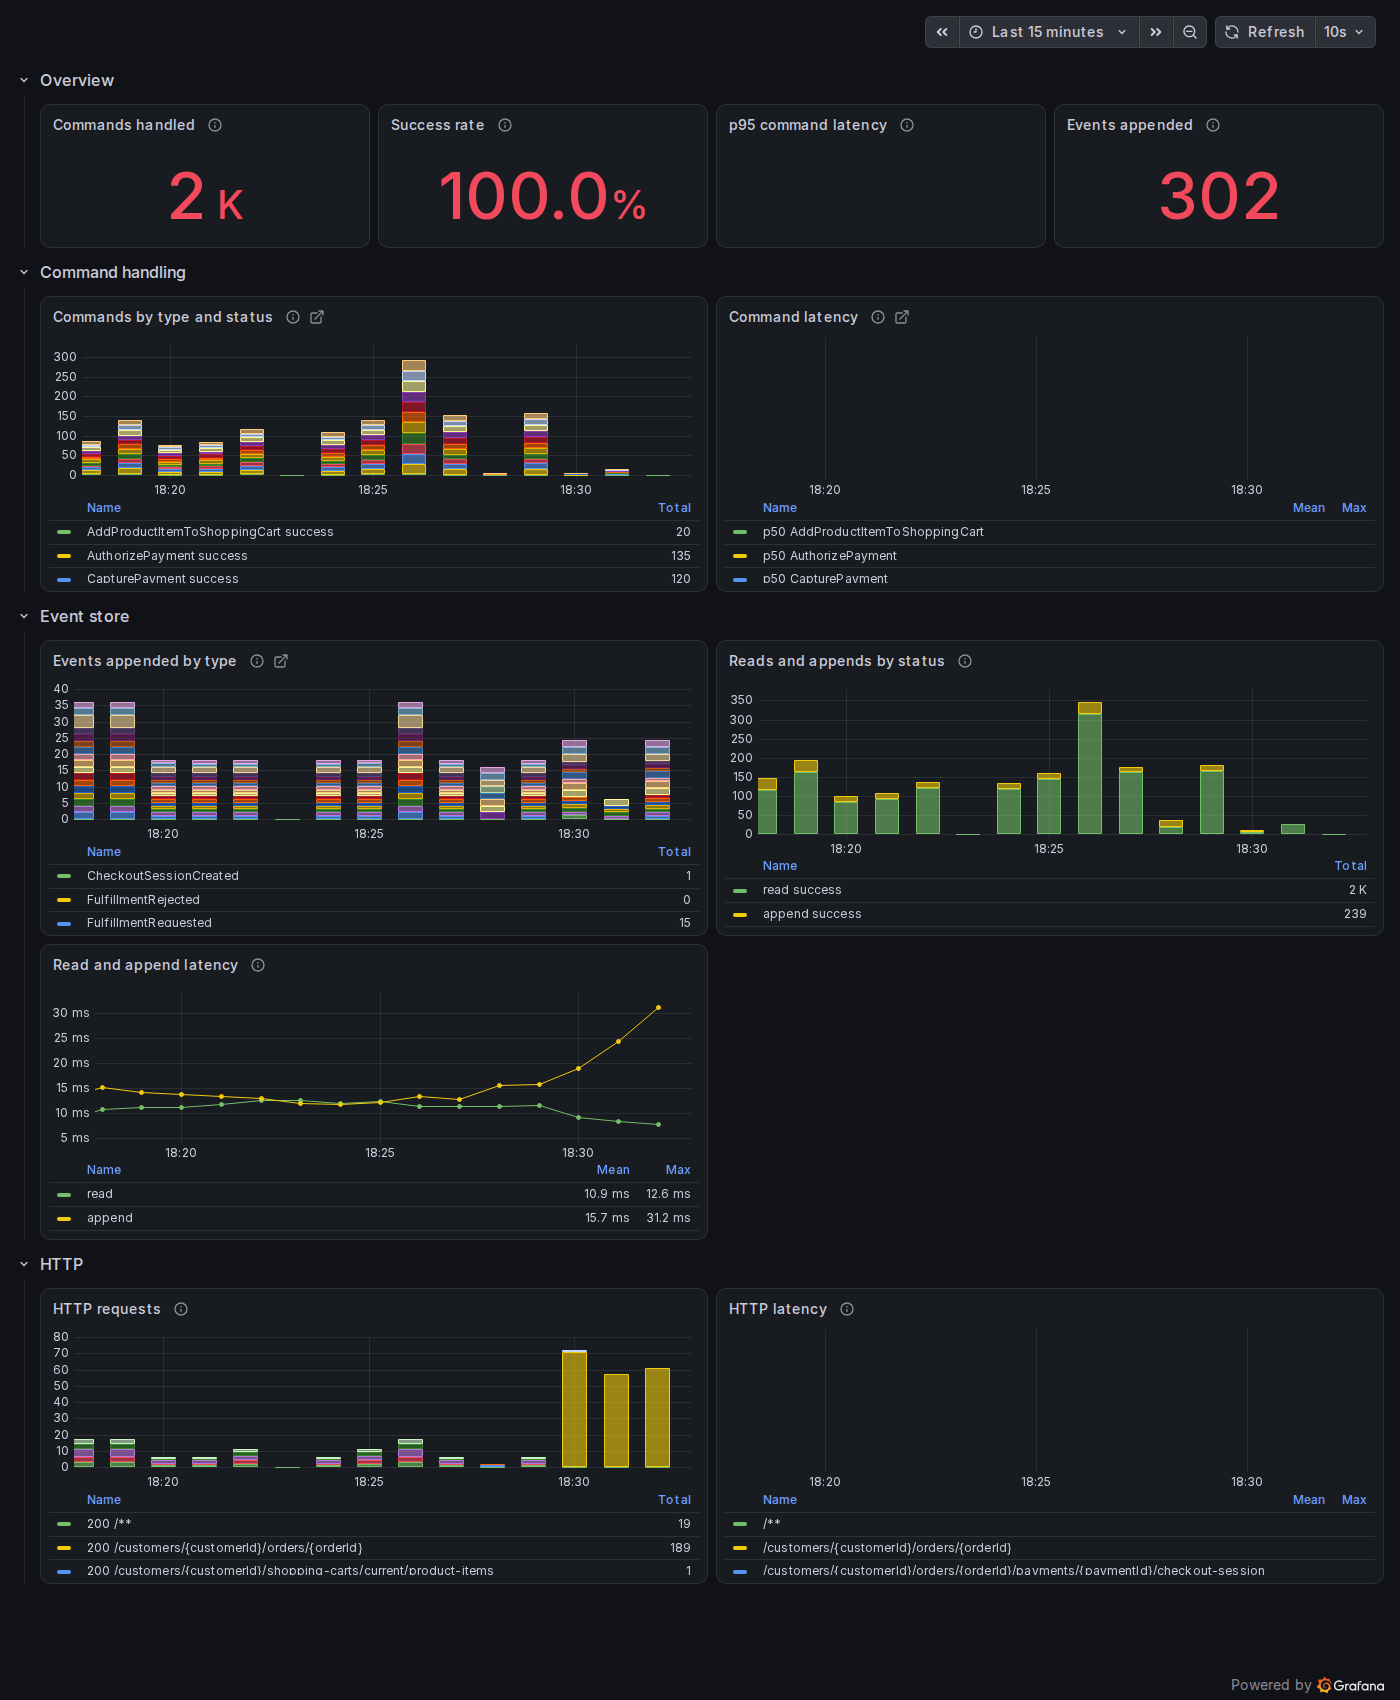 Last 15 minutes Refresh 10s
Overview
Commands handled Success rate p95 command latency Events appended
2 K 100.0% 302
Command handling
Commands by type and status Command latency
300
250
200
150
100
50
0
18:20 18:25 18:30
Name Total
AddProductItemToShoppingCart success 20
AuthorizePayment success 135
CapturePayment success 120
18:20 18:25 18:30
Name Mean Max
p50 AddProductItemToShoppingCart
p50 AuthorizePayment
p50 CapturePayment
Event store
Events appended by type Reads and appends by status
40
35
30
25
20
15
10
5
0
18:20 18:25 18:30
Name Total
CheckoutSessionCreated 1
FulfillmentRejected 0
FulfillmentRequested 15
350
300
250
200
150
100
50
0
18:20 18:25 18:30
Name Total
read success 2 K
append success 239
Read and append latency
30 ms
25 ms
20 ms
15 ms
10 ms
5 ms
18:20 18:25 18:30
Name Mean Max
read 10.9 ms 12.6 ms
append 15.7 ms 31.2 ms
HTTP
HTTP requests HTTP latency
80
70
60
50
40
30
20
10
0
18:20 18:25 18:30
Name Total
200 /** 19
200 /customers/{customerId}/orders/{orderId} 189
200 /customers/{customerId}/shopping-carts/current/product-items 1
18:20 18:25 18:30
Name Mean Max
/**
/customers/{customerId}/orders/{orderId}
/customers/{customerId}/orders/{orderId}/payments/{paymentId}/checkout-session
Powered by Grafana